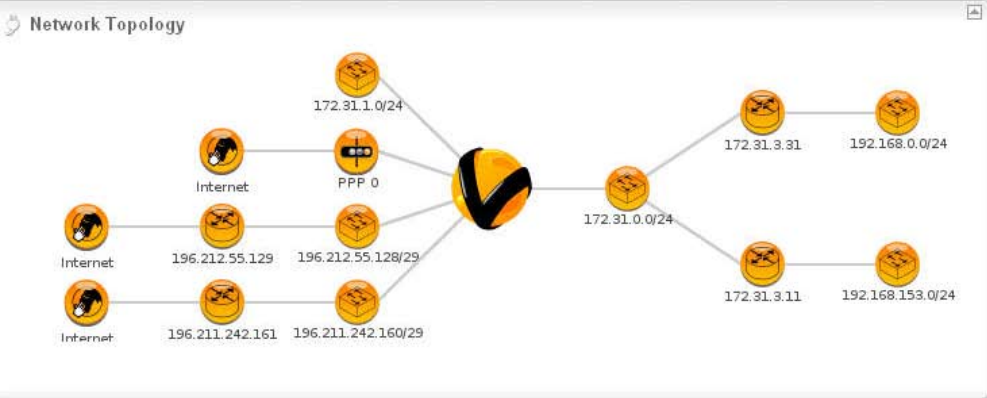 Network Topology
172.31.1.0/24
172.31.3.31
192.168.0.0/24
Internet
PPP 0
172.31.0.0/24
Internet
196.212.55.129
196.212.55.128/29
172.31.3.11
192.168.153.0/24
Internet
196.211.242.161
196.211.242.160/29